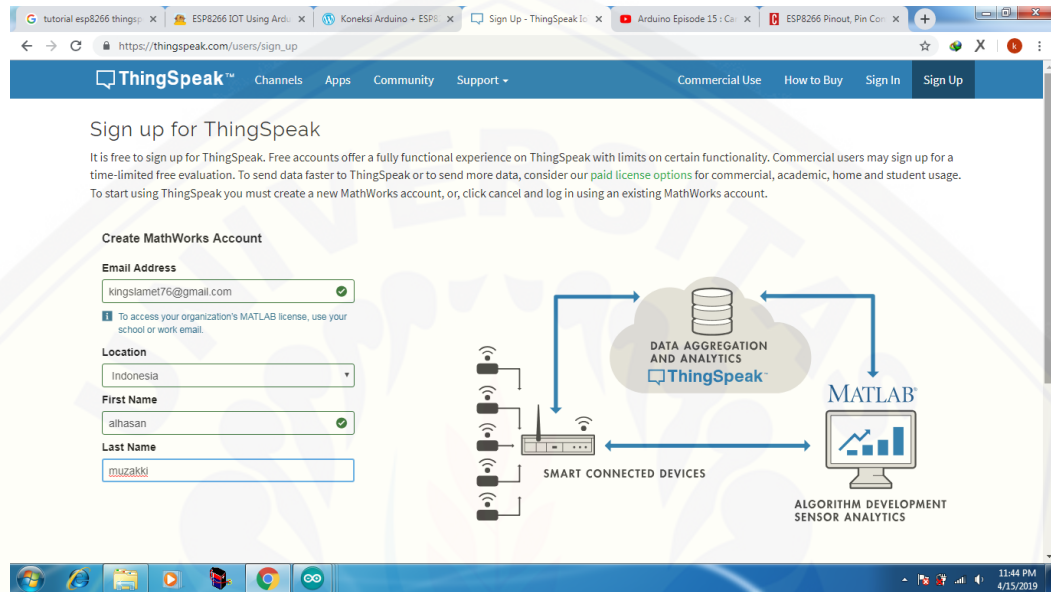 tutorial esp8266 thingsp
ESP8266 IOT Using Ardu
Koneksi Arduino + ESP8
Sign Up - ThingSpeak Io
Arduino Episode 15 : Ca
ESP8266 Pinout, Pin Con
https://thingspeak.com/users/sign_up
ThingSpeak™ Channels Apps Community Support Commercial Use How to Buy Sign In Sign Up
Sign up for ThingSpeak
It is free to sign up for ThingSpeak. Free accounts offer a fully functional experience on ThingSpeak with limits on certain functionality. Commercial users may sign up for a
time-limited free evaluation. To send data faster to ThingSpeak or to send more data, consider our paid license options for commercial, academic, home and student usage.
To start using ThingSpeak you must create a new MathWorks account, or, click cancel and log in using an existing MathWorks account.
Create MathWorks Account
Email Address
kingslamet76@gmail.com
To access your organization's MATLAB license, use your
school or work email.
Location
Indonesia
First Name
alhasan
Last Name
muzakki
DATA AGGREGATION
AND ANALYTICS
ThingSpeak™
MATLAB®
SMART CONNECTED DEVICES
ALGORITHM DEVELOPMENT
SENSOR ANALYTICS
UNIVERSITA
11:44 PM
4/15/2019